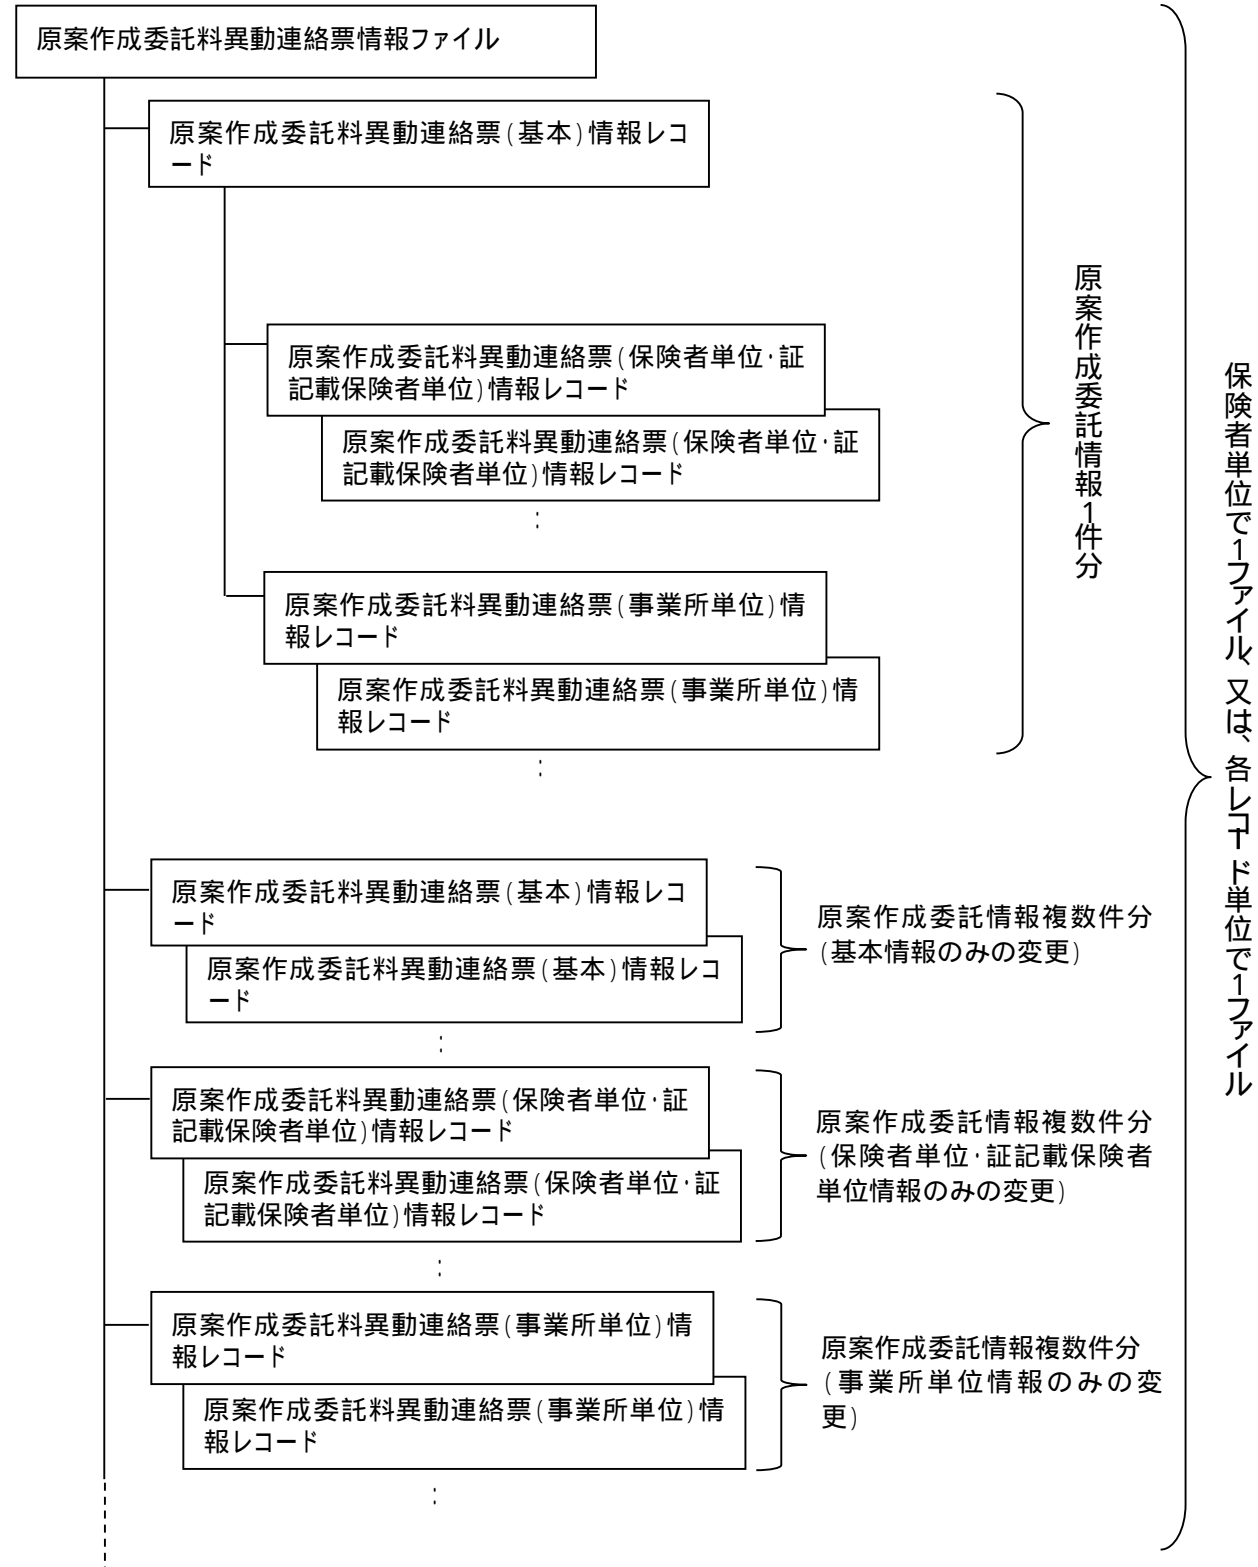 原案作成委託料異動連絡票情報ファイル
原案作成委託料異動連絡票(基本)情報レコ
ード
原案作成委託料異動連絡票(保険者単位・証
記載保険者単位)情報レコード
原案作成委託料異動連絡票(保険者単位・証
記載保険者単位)情報レコード
原案作成委託料異動連絡票(事業所単位)情
報レコード
原案作成委託料異動連絡票(事業所単位)情
報レコード
原案作成委託情報1件分
原案作成委託料異動連絡票(基本)情報レコ
ード
原案作成委託料異動連絡票(基本)情報レコ
ード
原案作成委託情報複数件分
(基本情報のみの変更)
原案作成委託料異動連絡票(保険者単位・証
記載保険者単位)情報レコード
原案作成委託料異動連絡票(保険者単位・証
記載保険者単位)情報レコード
原案作成委託情報複数件分
(保険者単位・証記載保険者
単位情報のみの変更)
原案作成委託料異動連絡票(事業所単位)情
報レコード
原案作成委託料異動連絡票(事業所単位)情
報レコード
原案作成委託情報複数件分
(事業所単位情報のみの変
更)
保険者単位で1ファイル、又は、各レコード単位で1ファイル